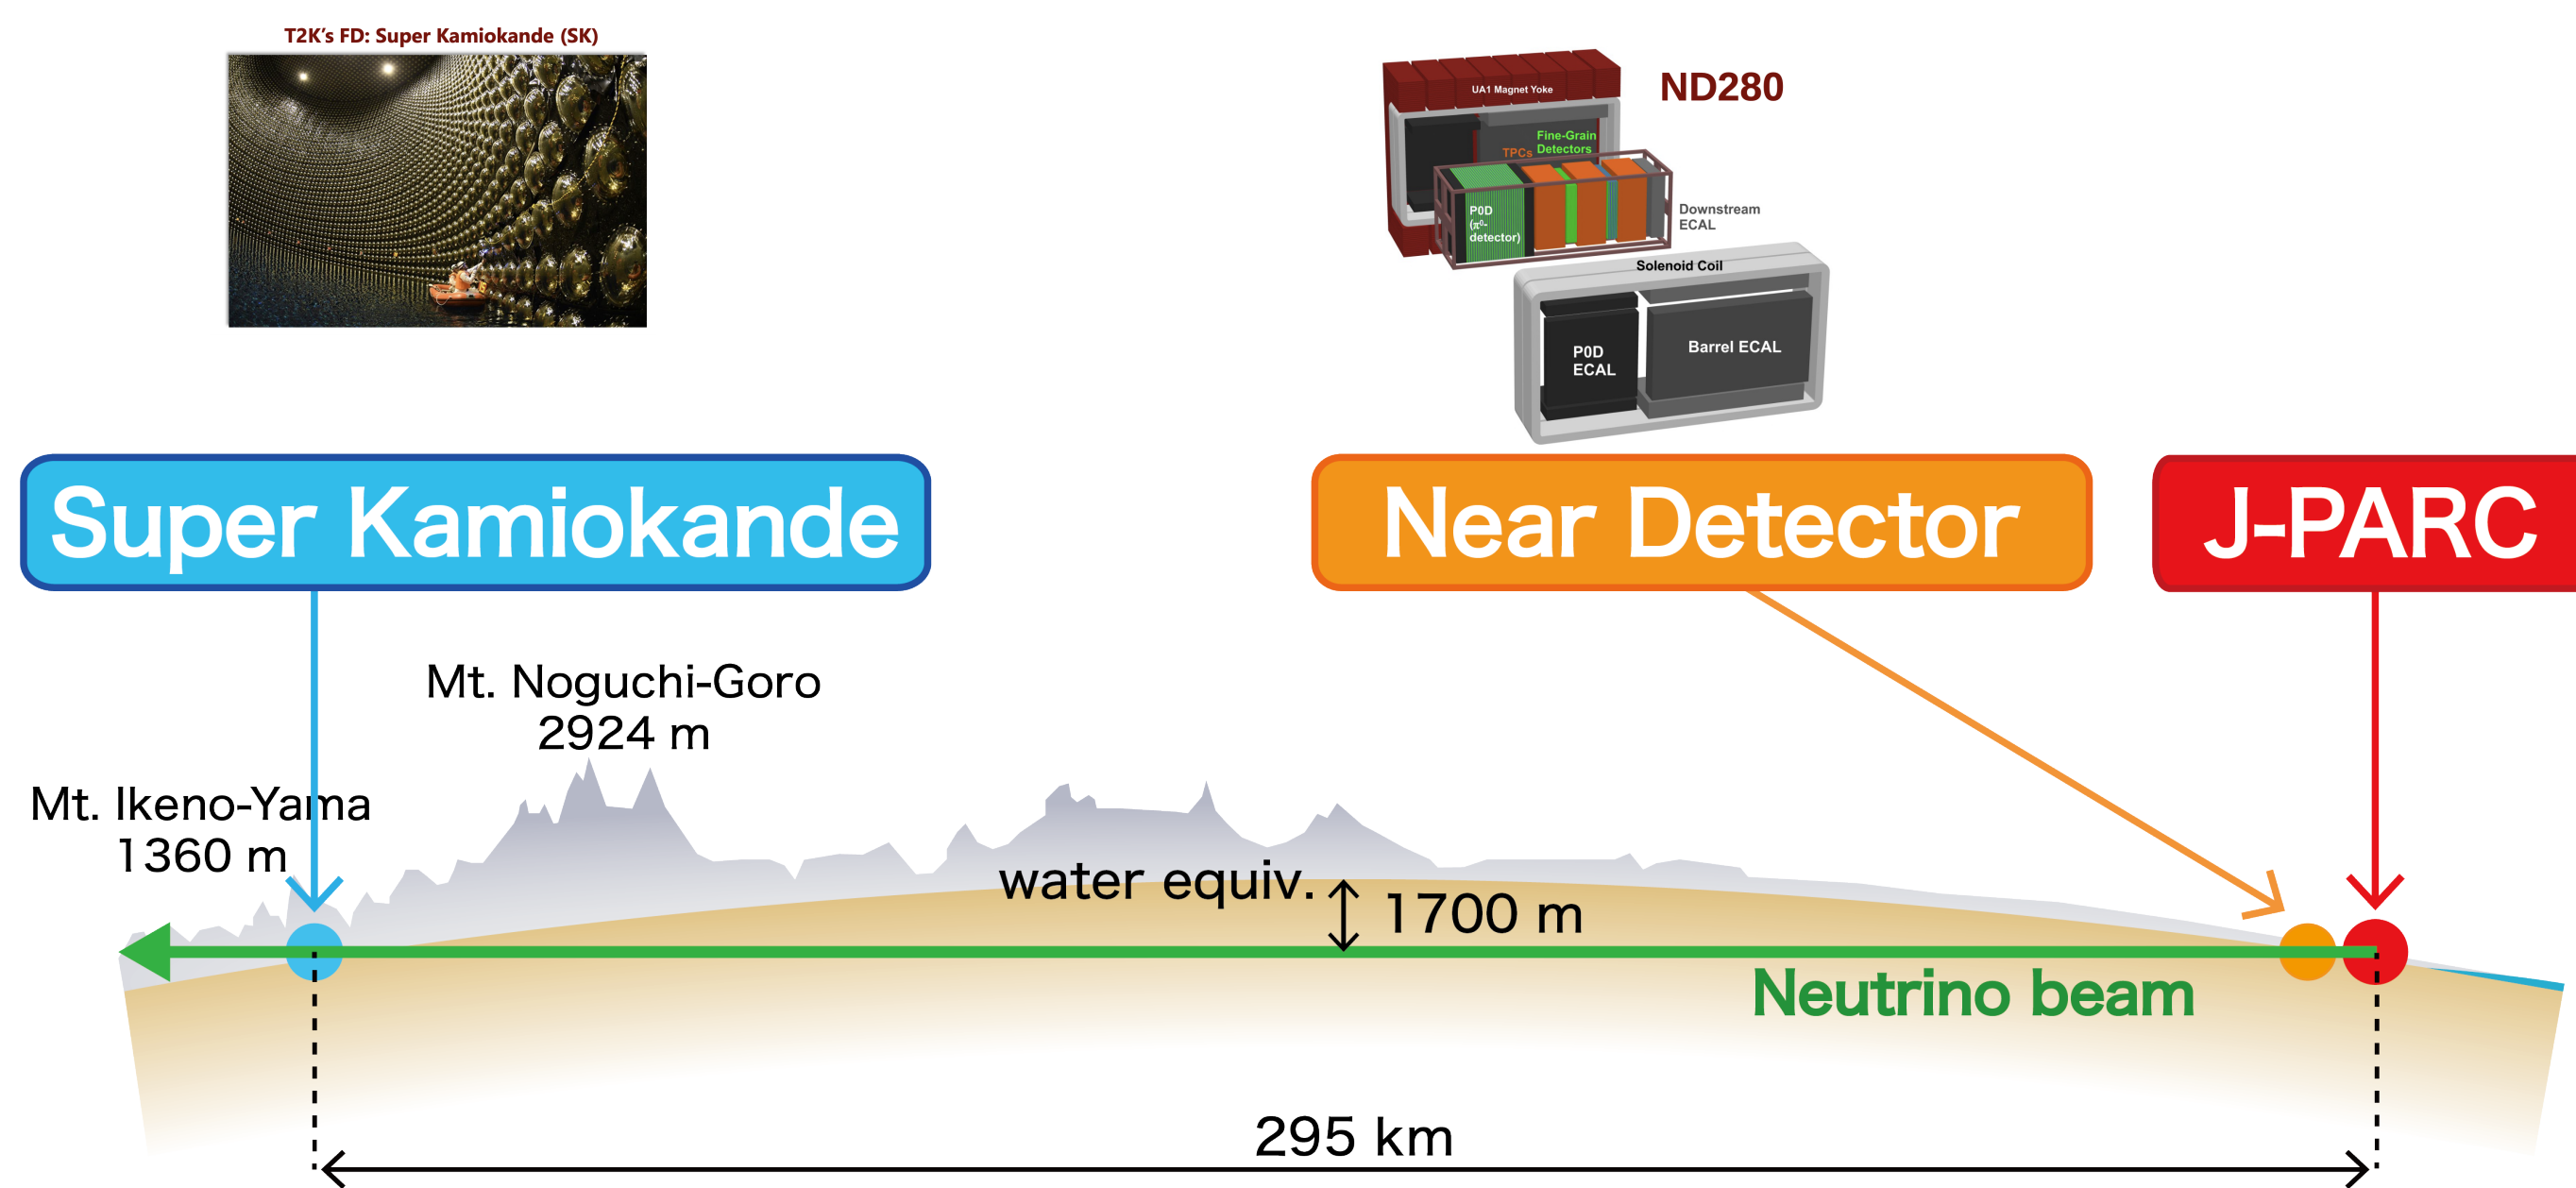 T2K's FD: Super Kamiokande (SK)
ND280
UA1 Magnet Yoke
Fine-Grain
Detectors
TPCs
P0D
(π⁰-
detector)
Downstream
ECAL
Solenoid Coil
P0D
ECAL
Barrel ECAL
Super Kamiokande
Near Detector
J-PARC
Mt. Noguchi-Goro
2924 m
Mt. Ikeno-Yama
1360 m
water equiv.
1700 m
Neutrino beam
295 km